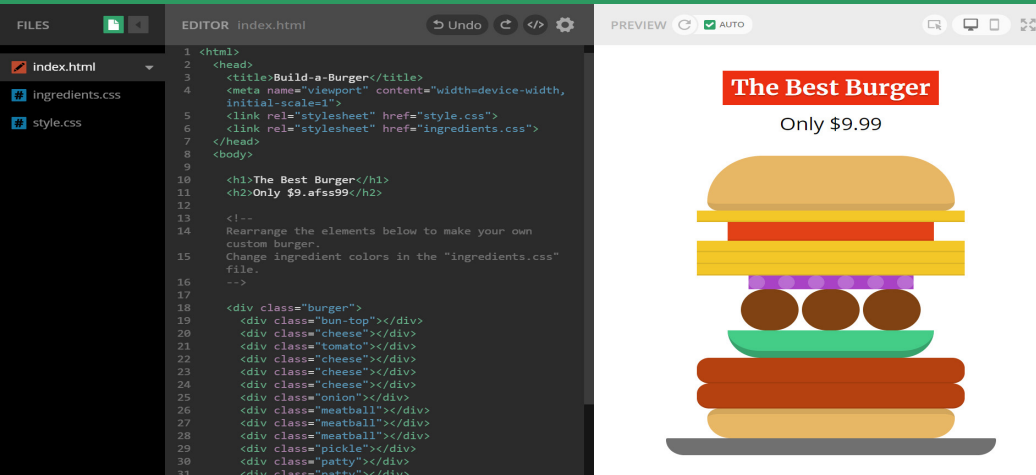 FILES
EDITOR index.html
Undo
</>
PREVIEW
AUTO
index.html
ingredients.css
style.css
1 <html>
2 <head>
3 <title>Build-a-Burger</title>
4 <meta name="viewport" content="width=device-width,
initial-scale=1">
5 <link rel="stylesheet" href="style.css">
6 <link rel="stylesheet" href="ingredients.css">
7 </head>
8 <body>
9
10 <h1>The Best Burger</h1>
11 <h2>Only $9.afss99</h2>
12
13 <!--
14 Rearrange the elements below to make your own
custom burger.
15 Change ingredient colors in the "ingredients.css"
file.
16 -->
17
18 <div class="burger">
19 <div class="bun-top"></div>
20 <div class="cheese"></div>
21 <div class="tomato"></div>
22 <div class="cheese"></div>
23 <div class="cheese"></div>
24 <div class="cheese"></div>
25 <div class="onion"></div>
26 <div class="meatball"></div>
27 <div class="meatball"></div>
28 <div class="meatball"></div>
29 <div class="pickle"></div>
30 <div class="patty"></div>
31 <div class="patty"></div>
The Best Burger
Only $9.99